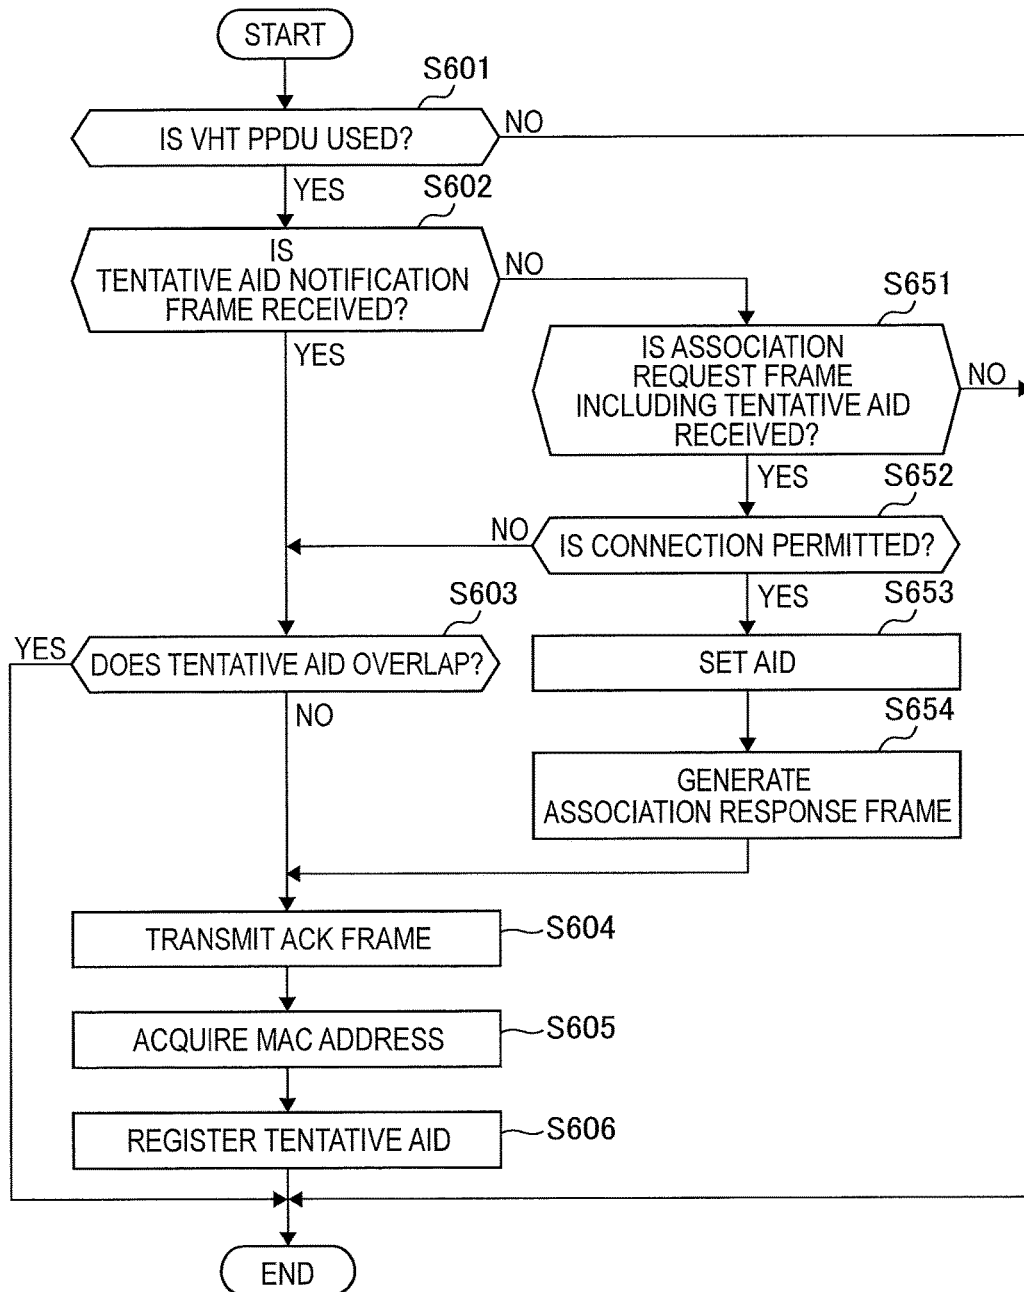 START
S601
IS VHT PPDU USED?
NO
YES
S602
IS
TENTATIVE AID NOTIFICATION
FRAME RECEIVED?
NO
YES
S651
IS ASSOCIATION
REQUEST FRAME
INCLUDING TENTATIVE AID
RECEIVED?
NO
YES
S652
IS CONNECTION PERMITTED?
NO
YES
S653
SET AID
S654
GENERATE
ASSOCIATION RESPONSE FRAME
S603
DOES TENTATIVE AID OVERLAP?
YES
NO
TRANSMIT ACK FRAME
S604
ACQUIRE MAC ADDRESS
S605
REGISTER TENTATIVE AID
S606
END